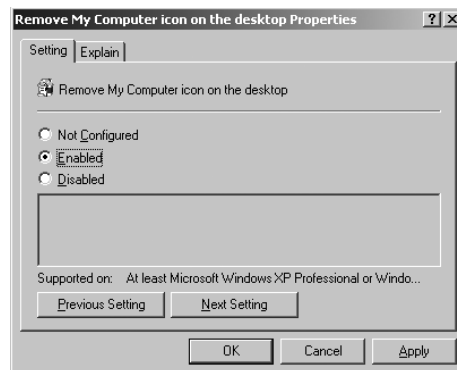 Remove My Computer icon on the desktop Properties
Setting
Explain
Remove My Computer icon on the desktop
Not Configured
Enabled
Disabled
Supported on: At least Microsoft Windows XP Professional or Windo...
Previous Setting
Next Setting
OK
Cancel
Apply